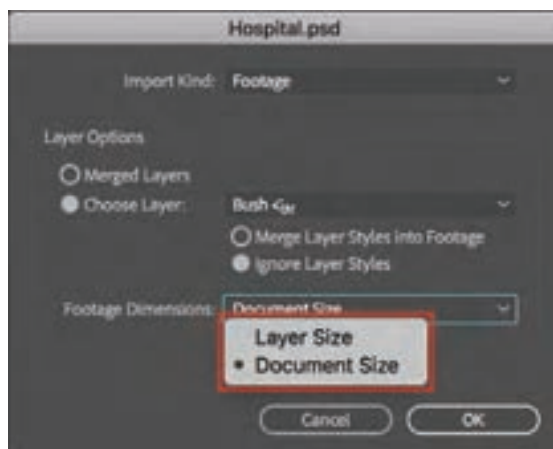 Hospital.psd
Import Kind: Footage
Layer Options
Merged Layers
Choose Layer: Bush
Merge Layer Styles into Footage
Ignore Layer Styles
Footage Dimensions: Document Size
Layer Size
• Document Size
Cancel OK